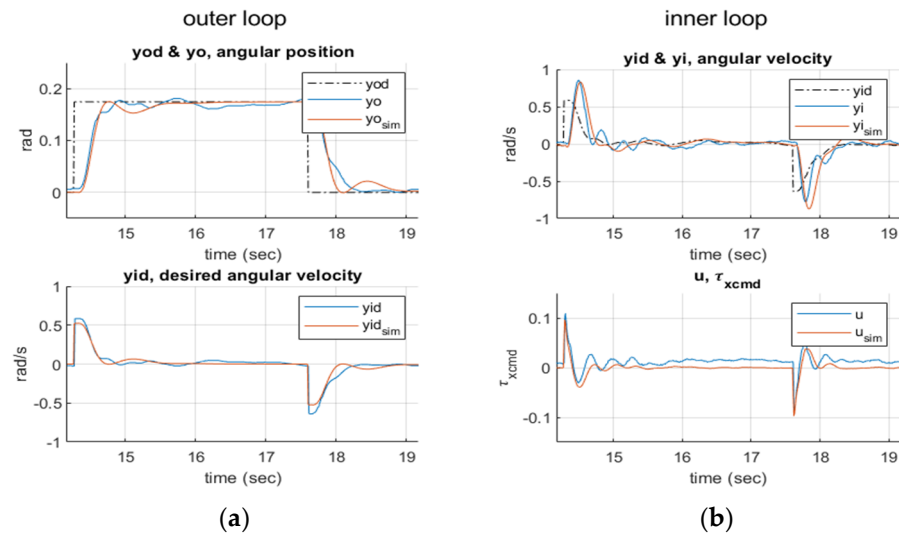 outer loop
yod & yo, angular position
0.2
0.1
0
rad
yod
yo
yo_sim
15
16
17
18
19
time (sec)
yid, desired angular velocity
1
0.5
0
-0.5
-1
rad/s
yid
yid_sim
15
16
17
18
19
time (sec)
(a)
inner loop
yid & yi, angular velocity
1
0.5
0
-0.5
-1
rad/s
yid
yi
yi_sim
15
16
17
18
19
time (sec)
u, τ_xcmd
0.1
0
-0.1
τ_xcmd
u
u_sim
15
16
17
18
19
time (sec)
(b)